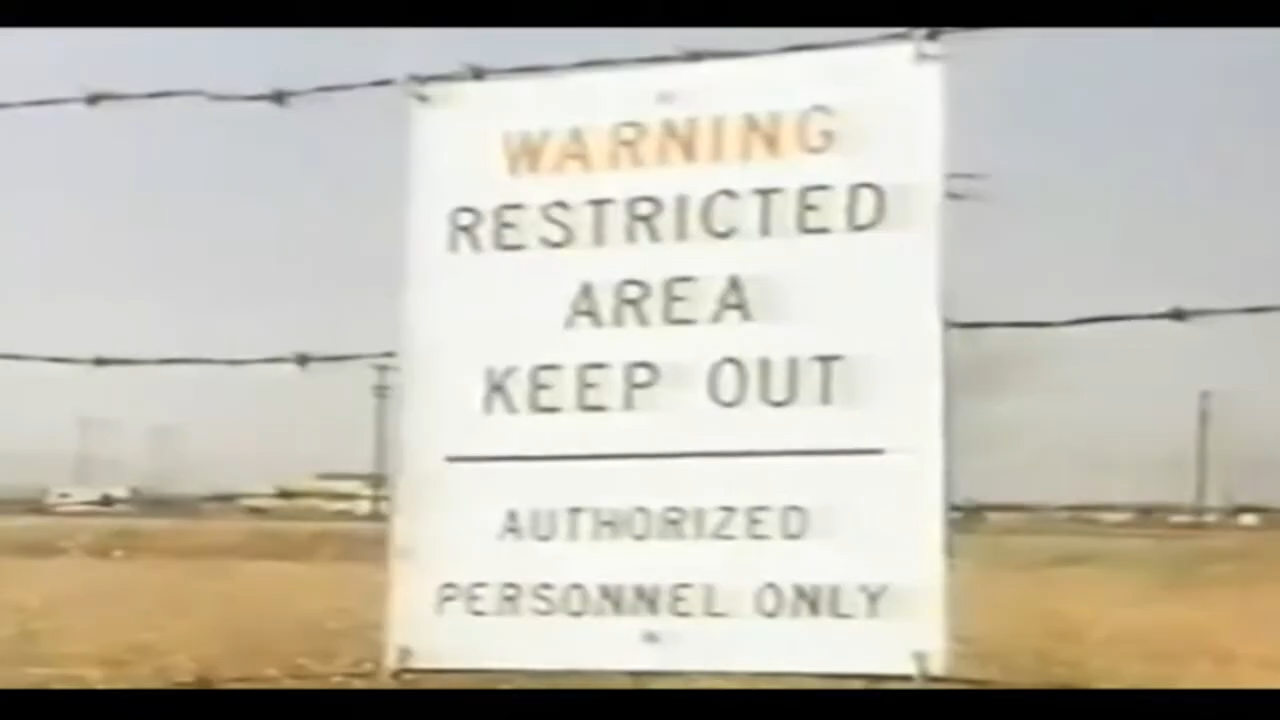 WARNING
RESTRICTED
AREA
KEEP OUT
AUTHORIZED
PERSONNEL ONLY